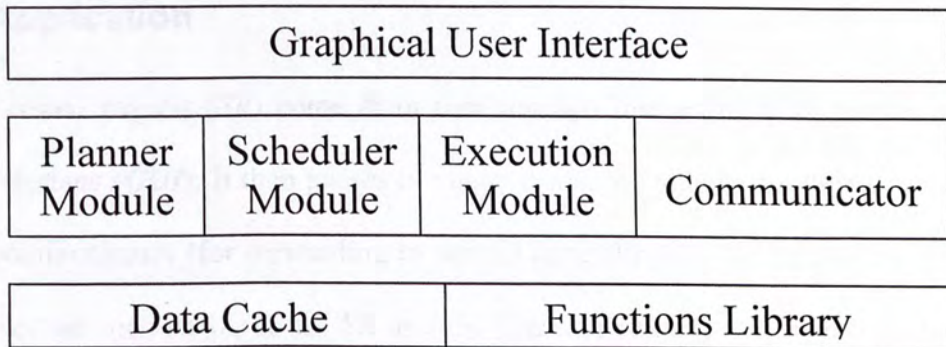 Graphical User Interface
Planner Module
Scheduler Module
Execution Module
Communicator
Data Cache
Functions Library